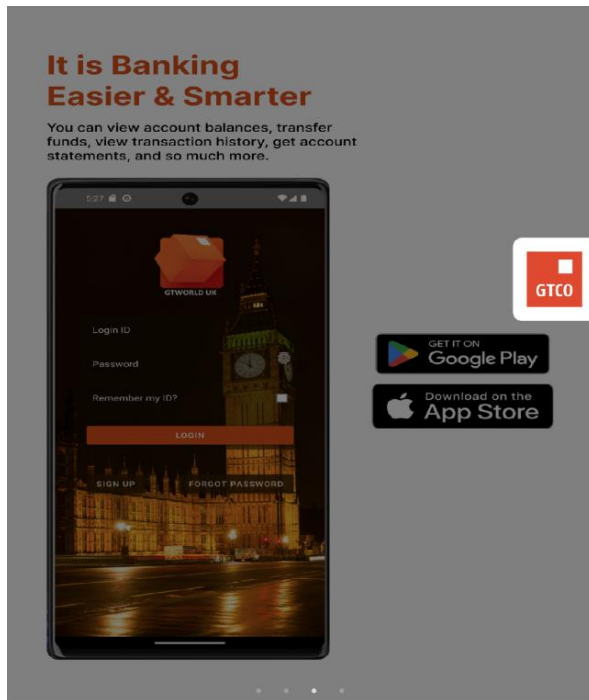 It is Banking
Easier & Smarter
You can view account balances, transfer
funds, view transaction history, get account
statements, and so much more.
5:27
GTWORLD UK
Login ID
Password
Remember my ID?
LOGIN
SIGN UP FORGOT PASSWORD
GTCO
GET IT ON
Google Play
Download on the
App Store